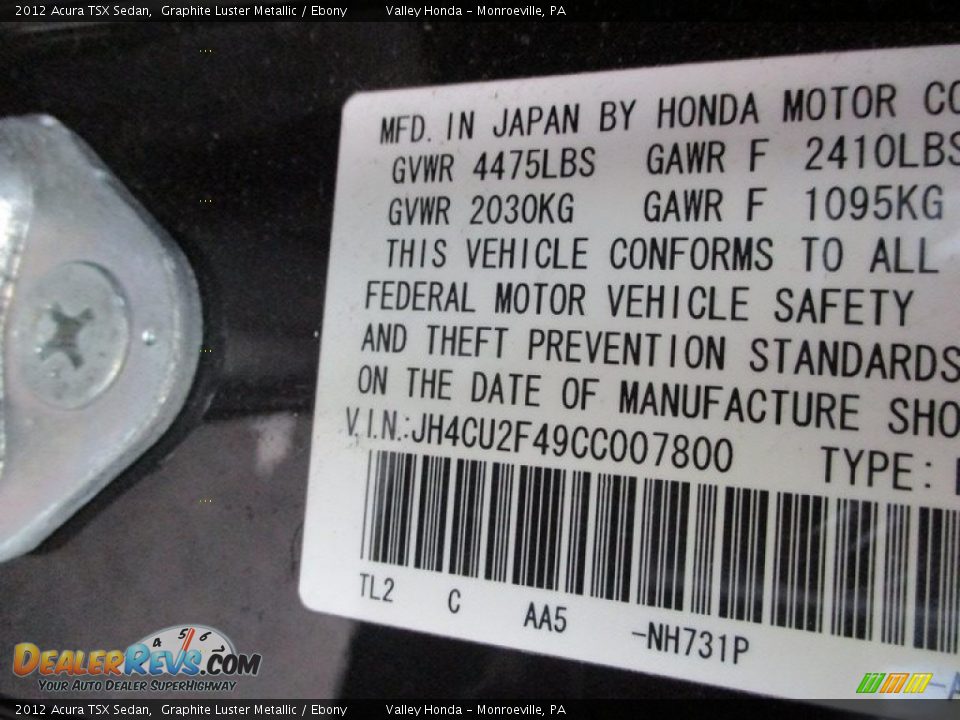 2012 Acura TSX Sedan, Graphite Luster Metallic / Ebony Valley Honda - Monroeville, PA
MFD. IN JAPAN BY HONDA MOTOR CO
GVWR 4475LBS GAWR F 2410LBS
GVWR 2030KG GAWR F 1095KG
THIS VEHICLE CONFORMS TO ALL
FEDERAL MOTOR VEHICLE SAFETY
AND THEFT PREVENTION STANDARDS
ON THE DATE OF MANUFACTURE SHO
V.I.N.:JH4CU2F49CC007800 TYPE:
TL2 C AA5 -NH731P
4 5 6
DEALERREVS.COM
YOUR AUTO DEALER SUPERHIGHWAY
2012 Acura TSX Sedan, Graphite Luster Metallic / Ebony Valley Honda - Monroeville, PA